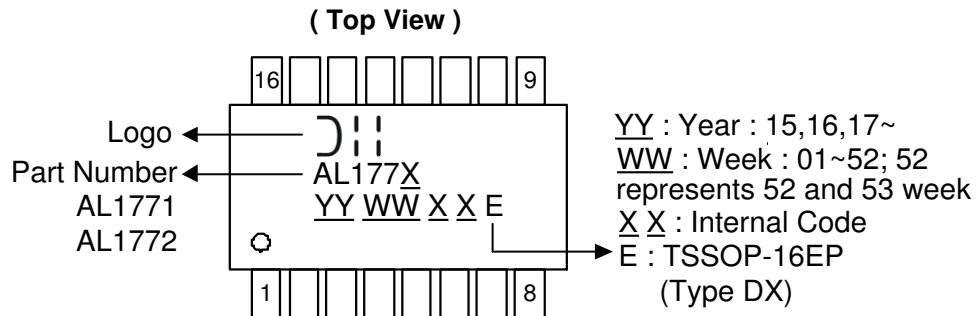 ( Top View )
16 9
Logo
Part Number
AL1771
AL1772
AL177X
YY WW X X E
1 8
YY : Year : 15,16,17~
WW : Week : 01~52; 52
represents 52 and 53 week
X X : Internal Code
E : TSSOP-16EP
(Type DX)